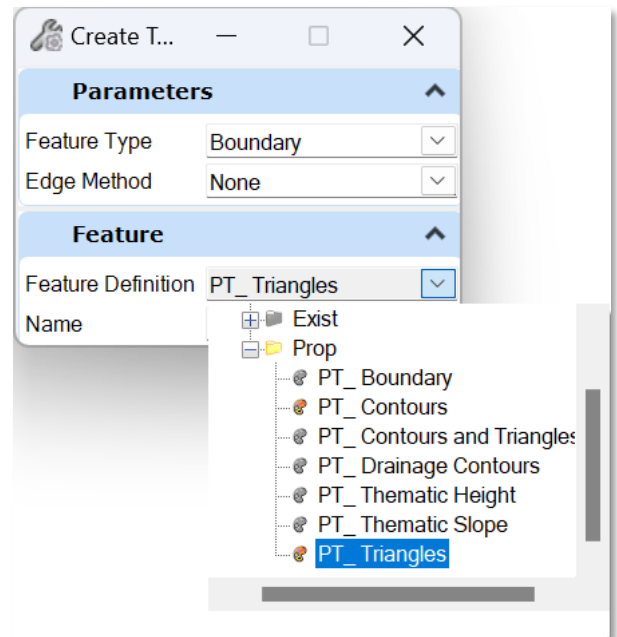 Create T...
Parameters
Feature Type Boundary
Edge Method None
Feature
Feature Definition PT_ Triangles
Name
Exist
Prop
PT_ Boundary
PT_ Contours
PT_ Contours and Triangles
PT_ Drainage Contours
PT_ Thematic Height
PT_ Thematic Slope
PT_ Triangles